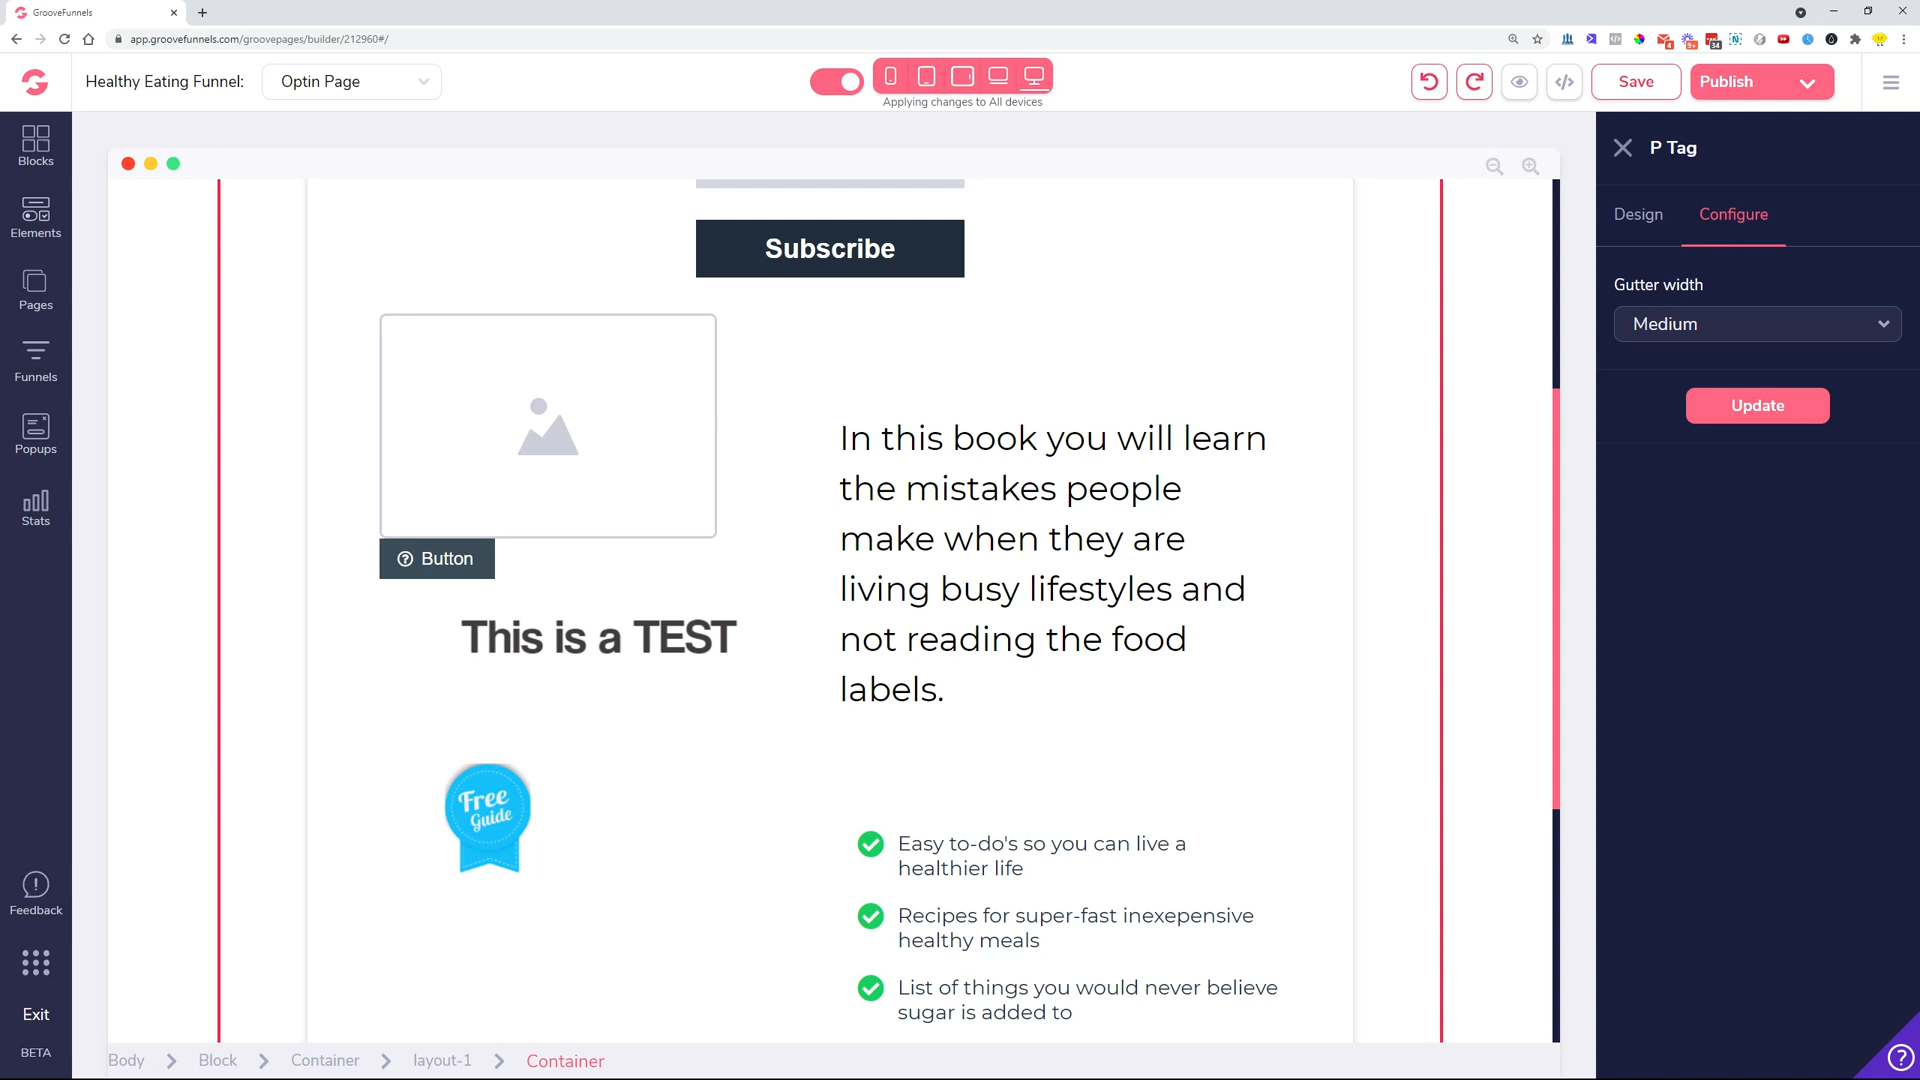 GrooveFunnels
app.groovefunnels.com/groovepages/builder/212960#/
4
9+
34
Healthy Eating Funnel:
Optin Page
Applying changes to All devices
Save
Publish
Blocks
Elements
Pages
Funnels
Popups
Stats
Feedback
Exit
BETA
Subscribe
Button
This is a TEST
In this book you will learn
the mistakes people
make when they are
living busy lifestyles and
not reading the food
labels.
Free
Guide
Easy to-do's so you can live a
healthier life
Recipes for super-fast inexepensive
healthy meals
List of things you would never believe
sugar is added to
Body
Block
Container
layout-1
Container
P Tag
Design
Configure
Gutter width
Medium
Update